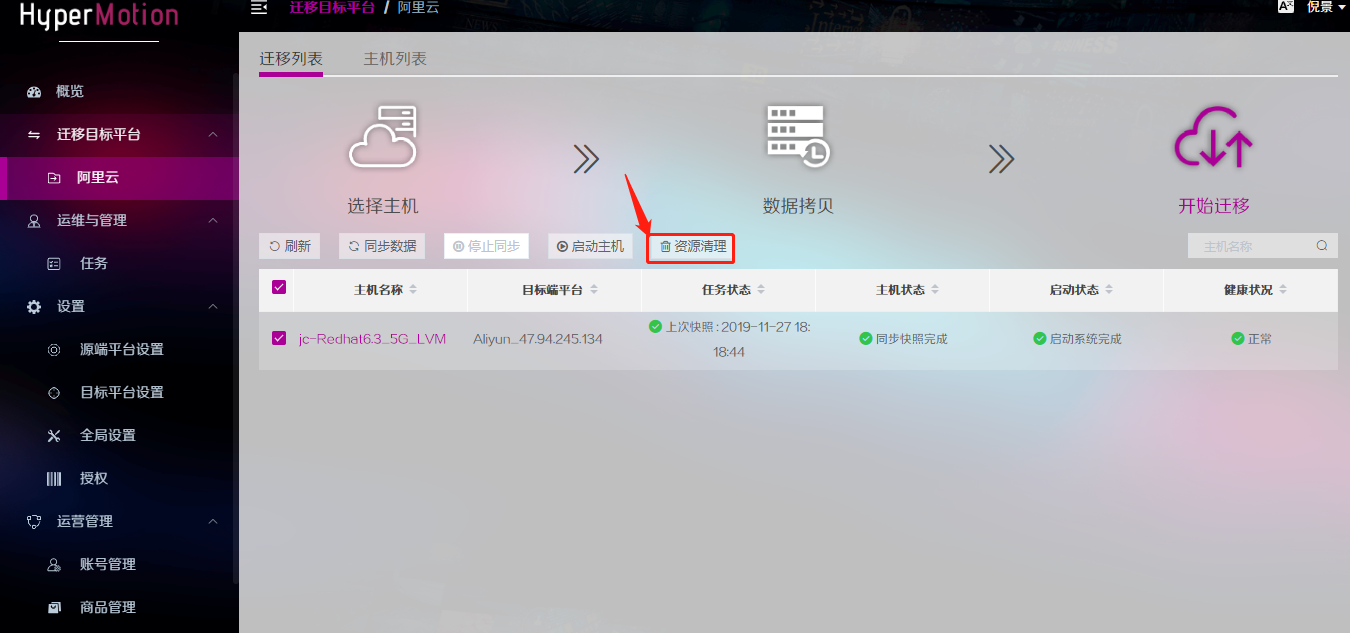 HyperMotion
迁移目标平台 / 阿里云
倪景
概览
迁移目标平台
阿里云
运维与管理
任务
设置
源端平台设置
目标平台设置
全局设置
授权
运营管理
账号管理
商品管理
迁移列表 主机列表
选择主机 数据拷贝 开始迁移
刷新 同步数据 停止同步 启动主机 资源清理 主机名称
主机名称 目标端平台 任务状态 主机状态 启动状态 健康状况
jc-Redhat6.3_5G_LVM Aliyun_47.94.245.134 上次快照 : 2019-11-27 18:
18:44 同步快照完成 启动系统完成 正常